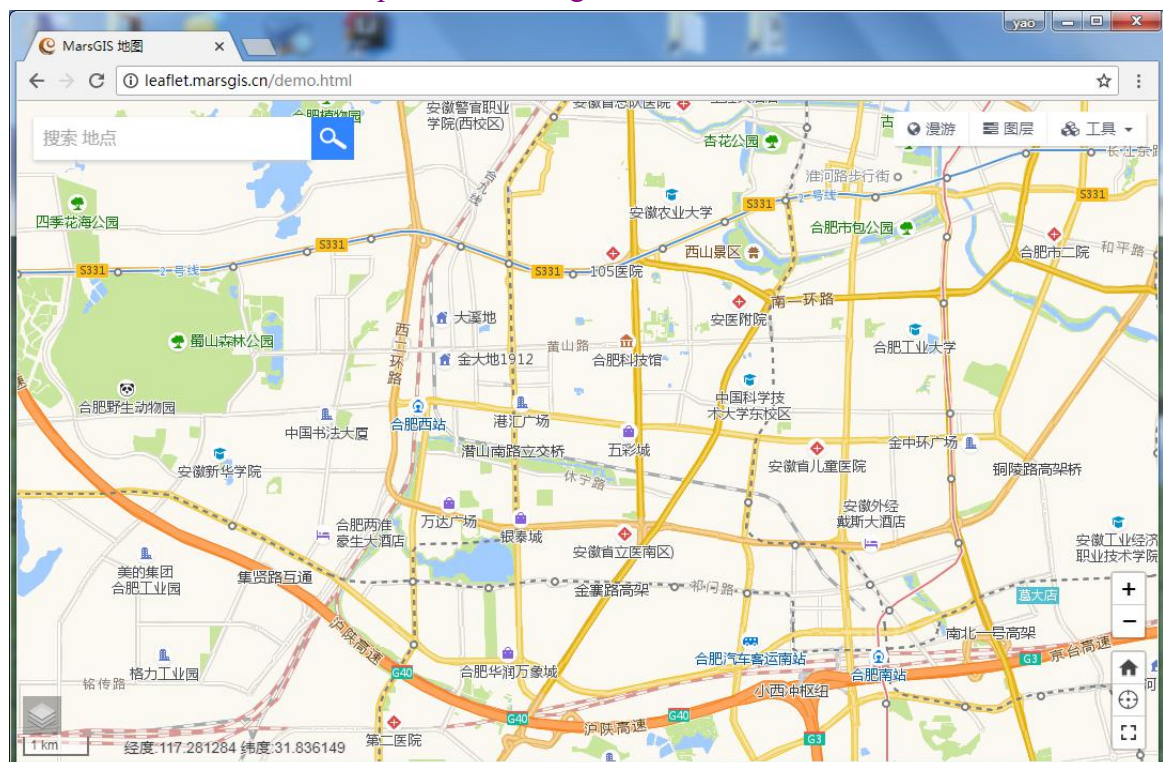 yao
MarsGIS 地图
leaflet.marsgis.cn/demo.html
搜索 地点
漫游
图层
工具
安徽警官职业
学院(西校区)
杏花公园
淮河路步行街
四季花海公园
合九线
安徽农业大学
S331
2号线
S331
合肥市包公园
合肥市二院
和平路
西山景区
S331
S331
2号线
S331
105医院
南一环路
安医附院
大溪地
蜀山森林公园
西二环路
黄山路
合肥科技馆
合肥工业大学
金大地1912
合肥野生动物园
中国科学技
术大学东校区
合肥西站
港汇广场
中国书法大厦
五彩城
金中环广场
潜山南路立交桥
安徽省儿童医院
铜陵路高架桥
安徽新华学院
休宁路
安徽外经
戴斯大酒店
万达广场
银泰城
合肥两淮
豪生大酒店
安徽省立医南区)
安徽工业经济
职业技术学院
美的集团
合肥工业园
集贤路互通
金寨路高架
祁门路
葛大店
+
−
南北一号高架
沪陕高速
合肥汽车客运南站
合肥南站
G3
京台高速
格力工业园
铭传路
G40
合肥华润万象城
小西冲枢纽
G40
沪陕高速
G40
G3
第二医院
1 km
经度:117.281284 纬度:31.836149